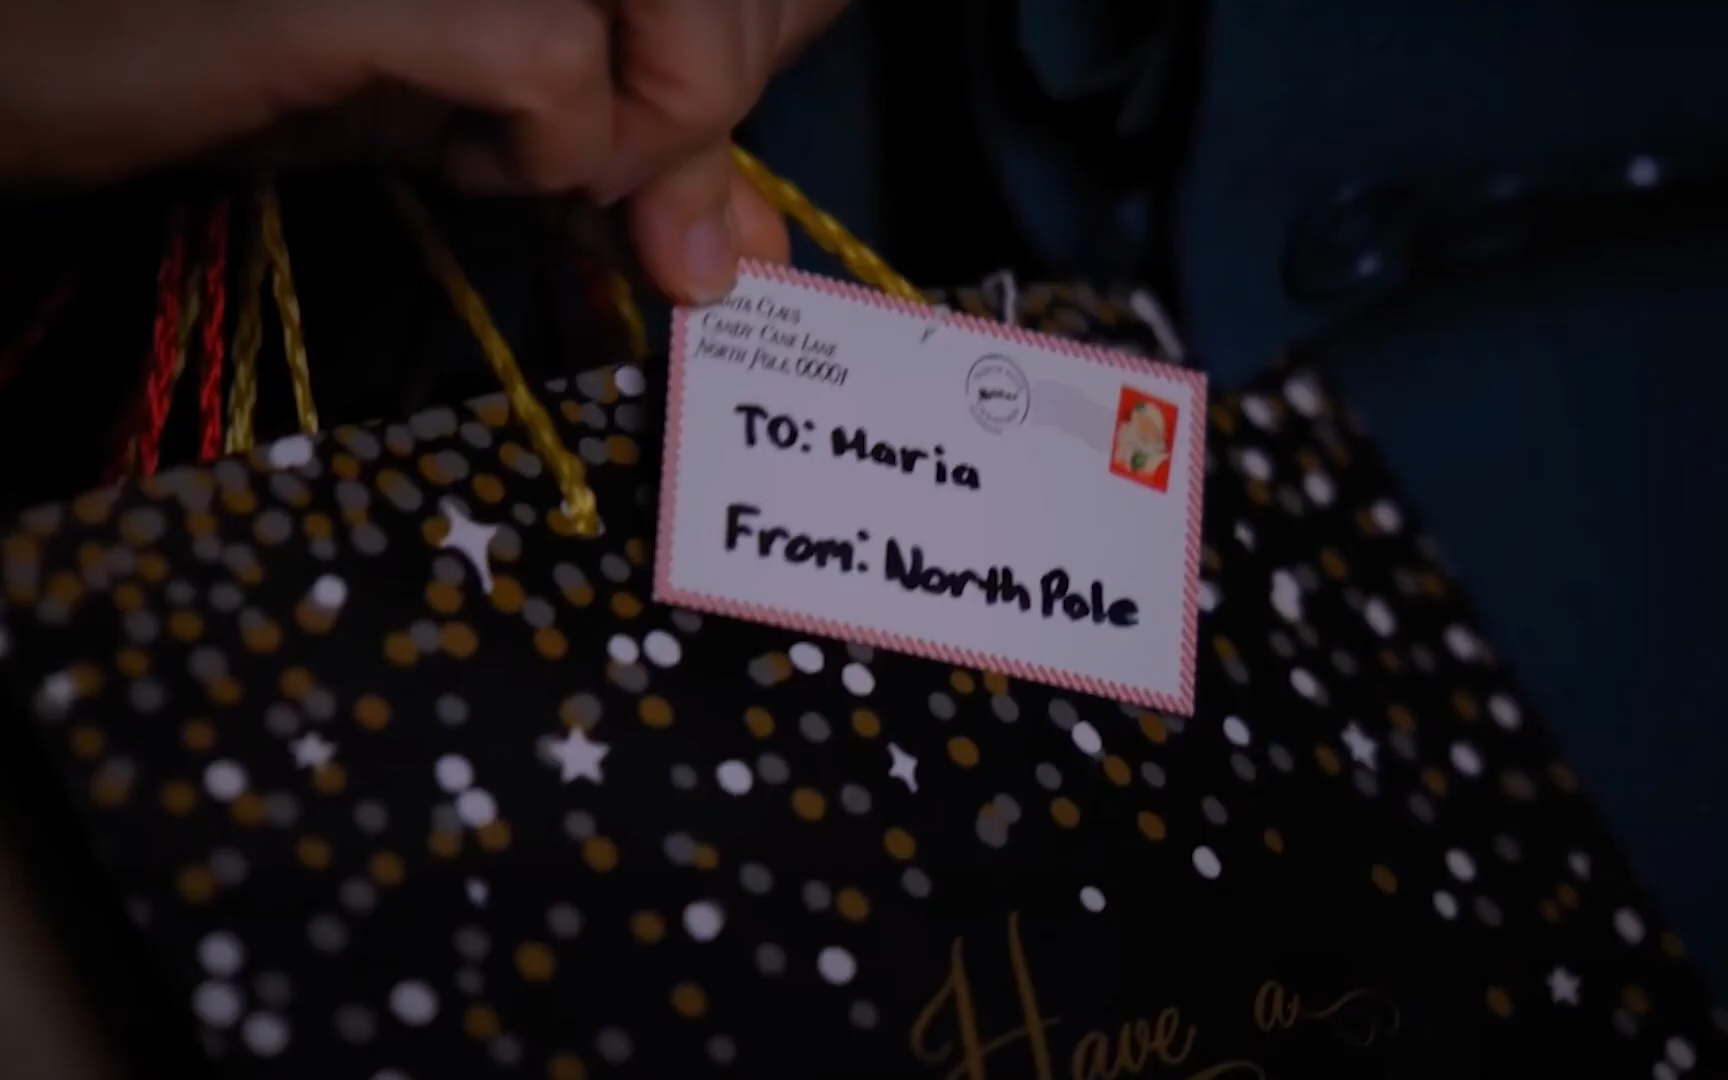 Santa Claus
Candy Cane Lane
North Pole 00001
TO: Maria
From: North Pole
Have a